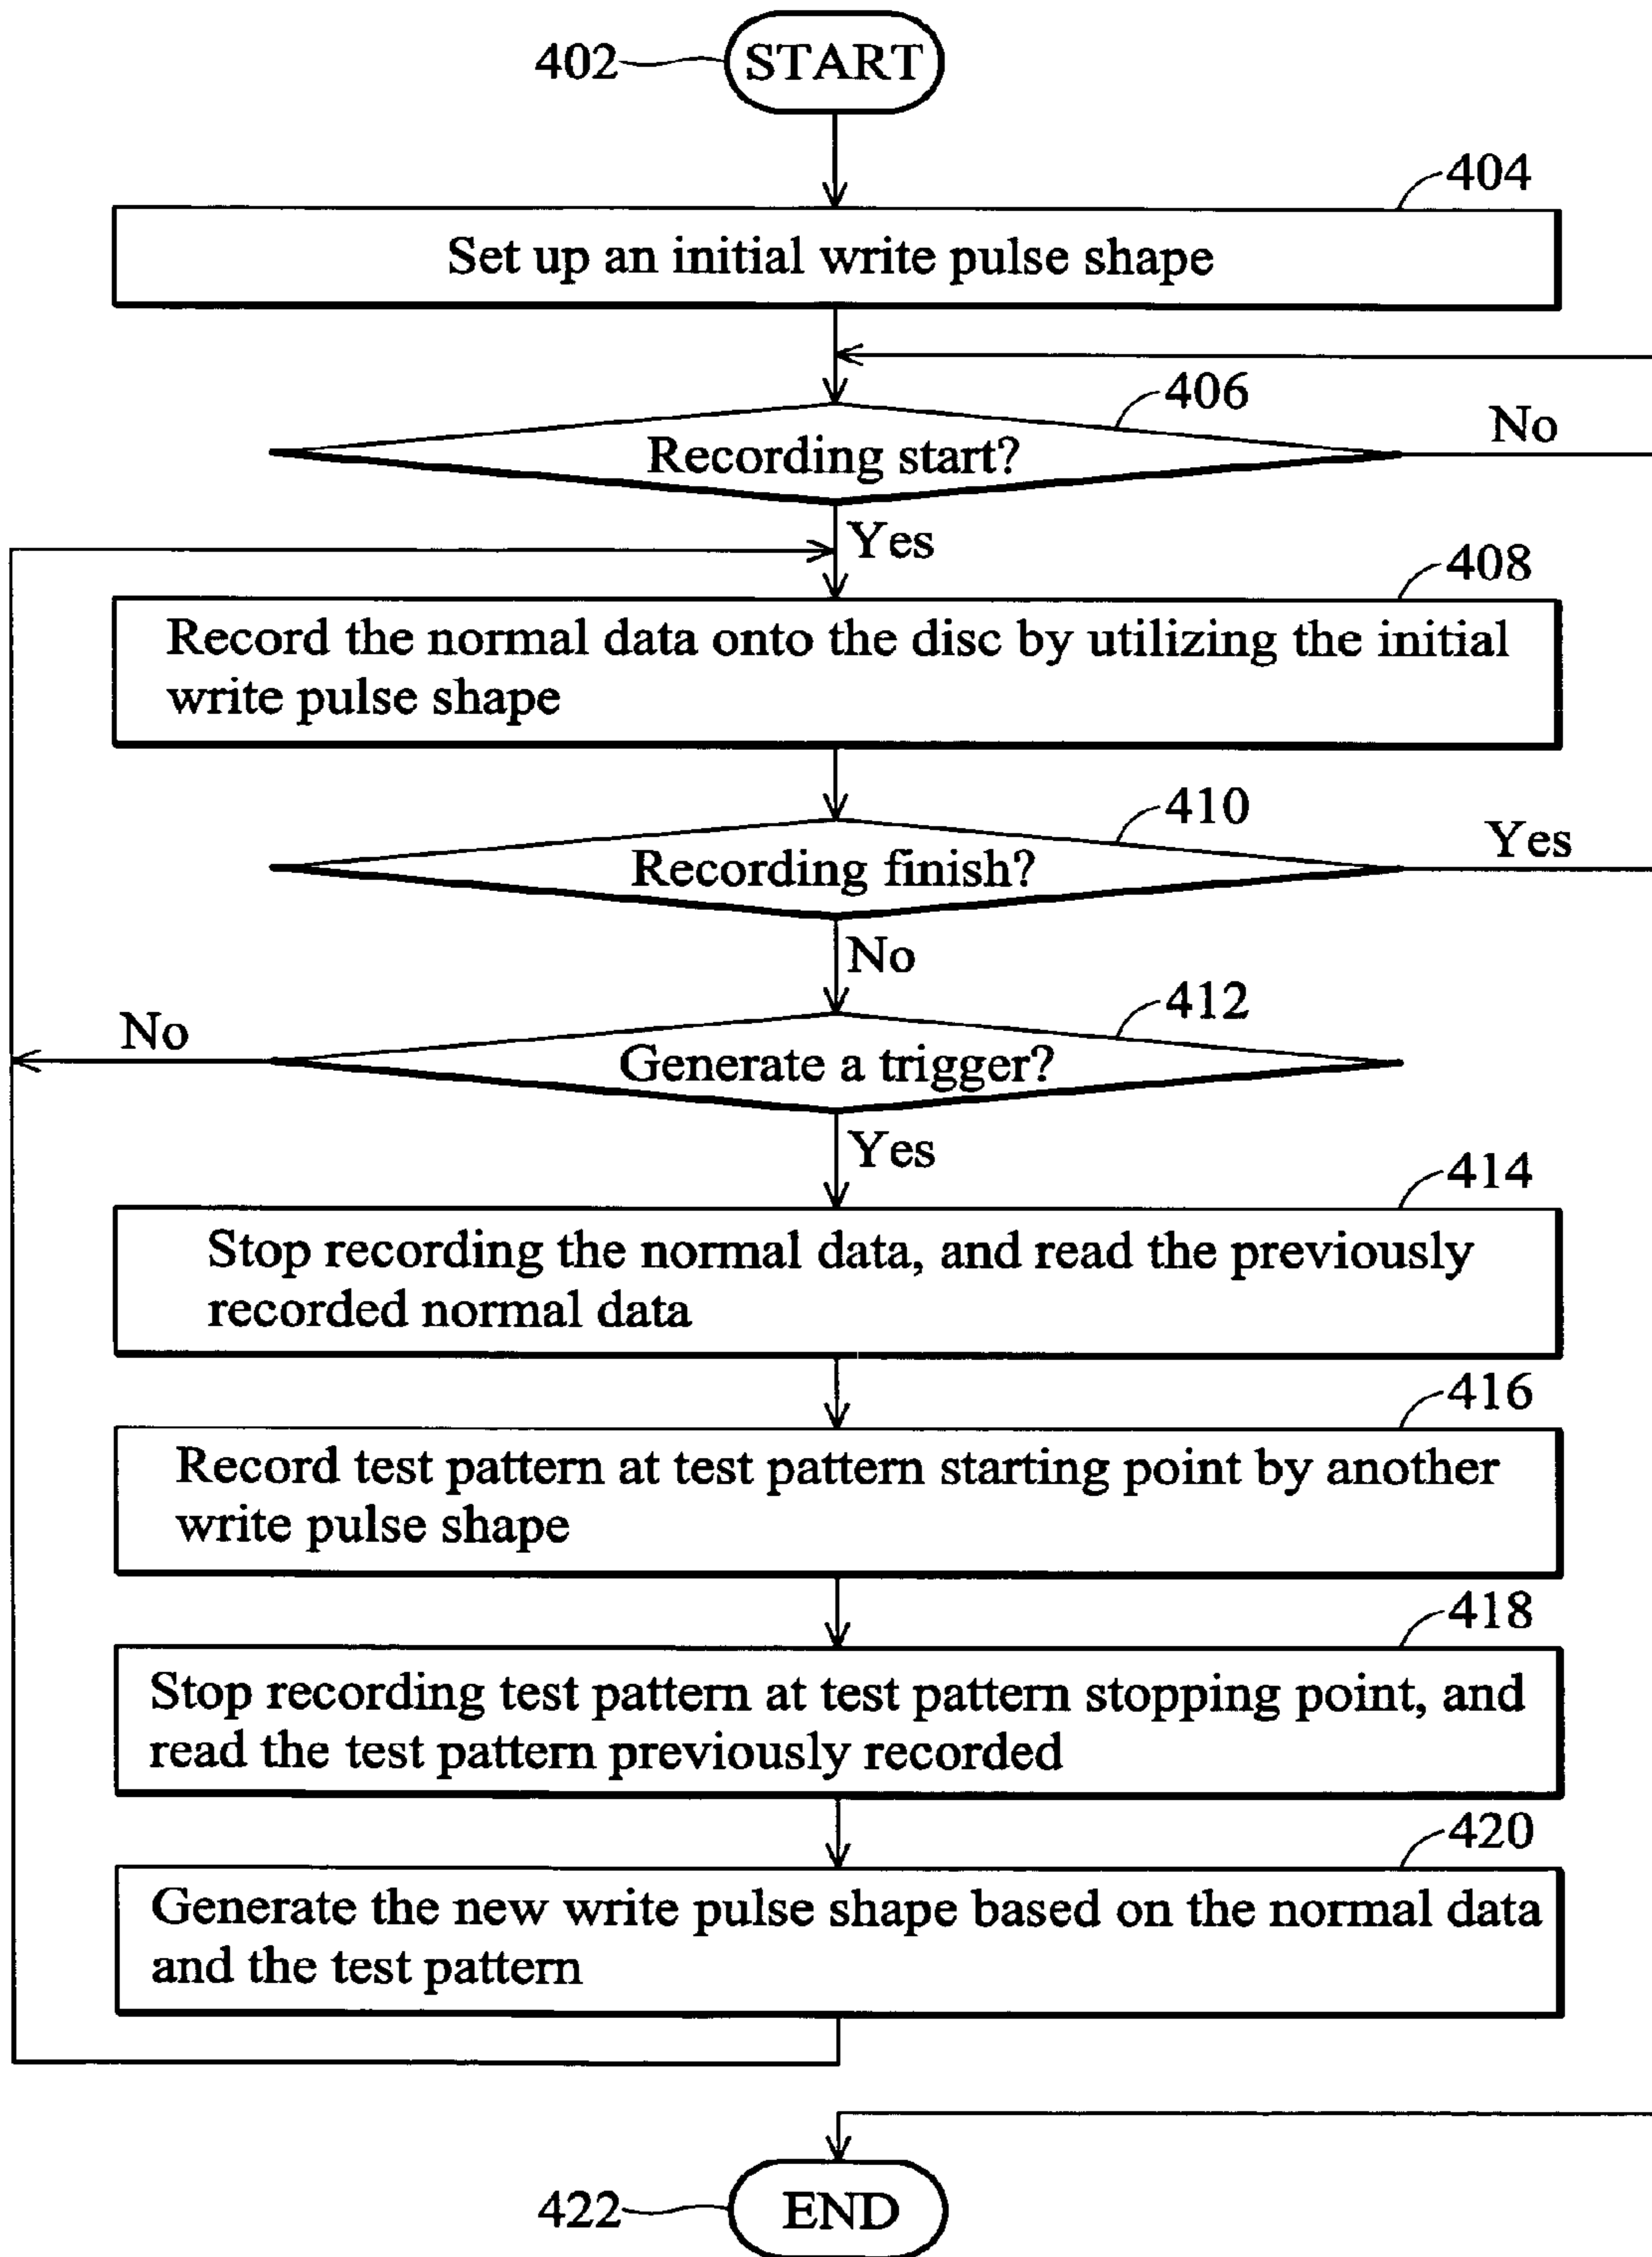 402
START
404
Set up an initial write pulse shape
406
Recording start?
No
Yes
408
Record the normal data onto the disc by utilizing the initial
write pulse shape
410
Recording finish?
Yes
No
412
Generate a trigger?
No
Yes
414
Stop recording the normal data, and read the previously
recorded normal data
416
Record test pattern at test pattern starting point by another
write pulse shape
418
Stop recording test pattern at test pattern stopping point, and
read the test pattern previously recorded
420
Generate the new write pulse shape based on the normal data
and the test pattern
422
END